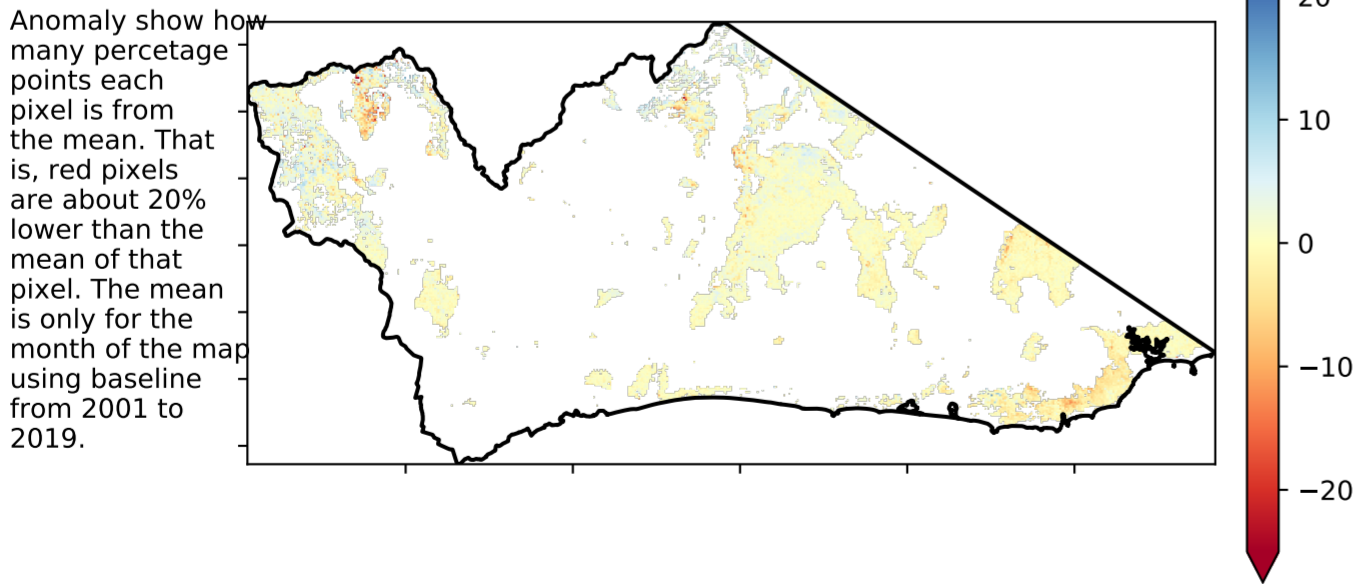 Anomaly show how
many percetage
points each
pixel is from
the mean. That
is, red pixels
are about 20%
lower than the
mean of that
pixel. The mean
is only for the
month of the map
using baseline
from 2001 to
2019.
20
10
0
−10
−20